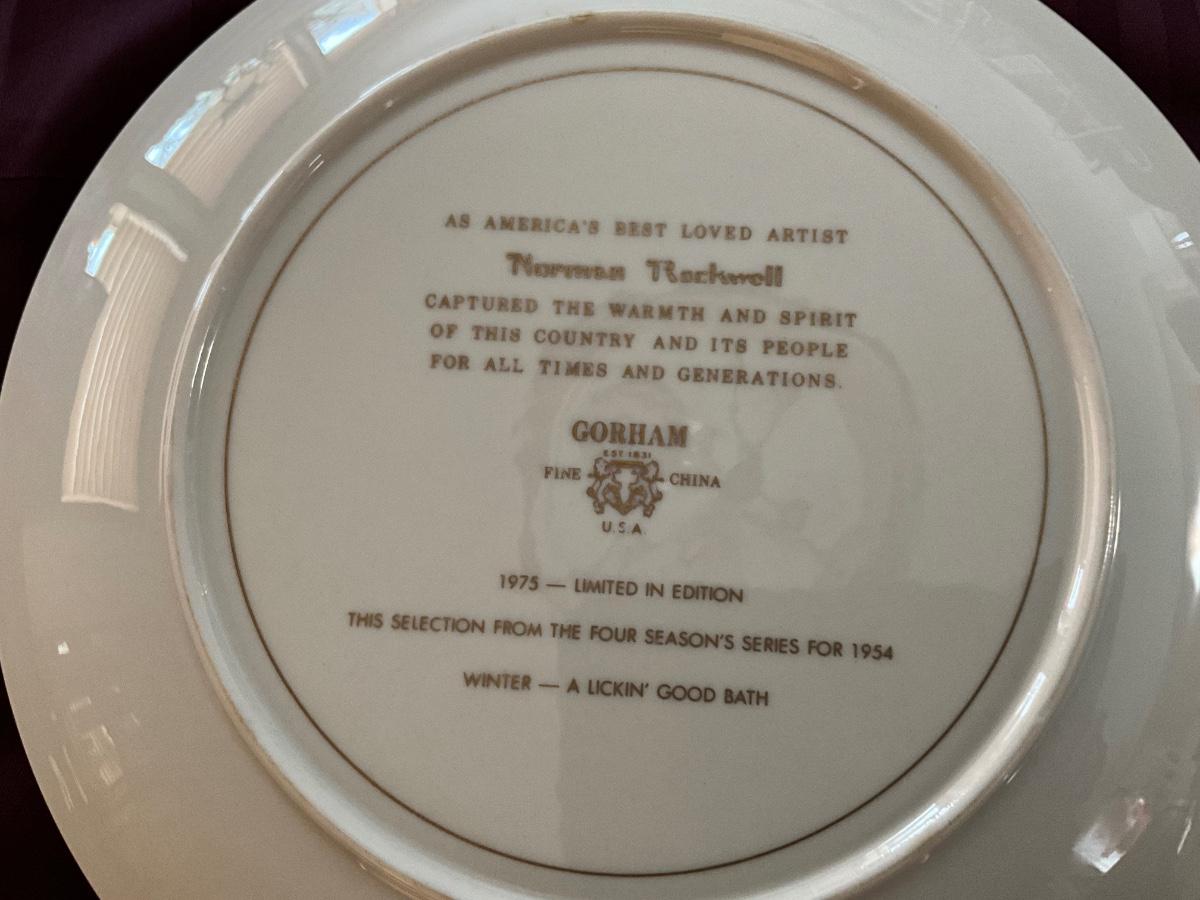 AS AMERICA'S BEST LOVED ARTIST
Norman Rockwell
CAPTURED THE WARMTH AND SPIRIT
OF THIS COUNTRY AND ITS PEOPLE
FOR ALL TIMES AND GENERATIONS.
GORHAM
EST 1831
FINE CHINA
U.S.A.
1975 — LIMITED IN EDITION
THIS SELECTION FROM THE FOUR SEASON'S SERIES FOR 1954
WINTER — A LICKIN' GOOD BATH